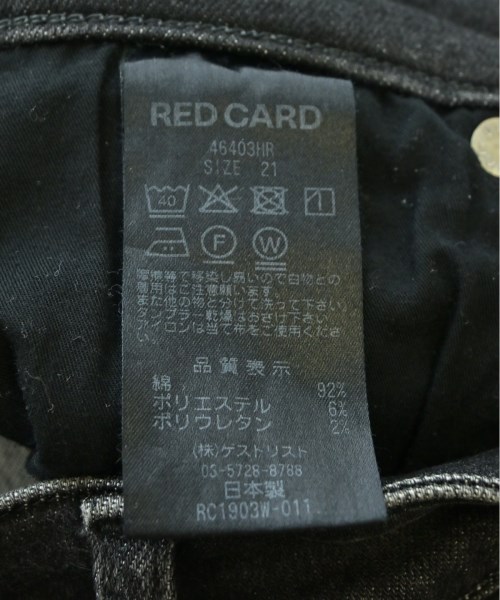 RED CARD
46403HR
SIZE 21
40
F
W
摩擦等で移染し易いので白物との
着用はご注意願います。
また他の物と分けて洗って下さい。
タンブラー乾燥はおさけ下さい
アイロンは当て布をご使用くださ
い。
品質表示
綿 92%
ポリエステル 6%
ポリウレタン 2%
(株)ゲストリスト
03-5728-8788
日本製
RC1903W-011